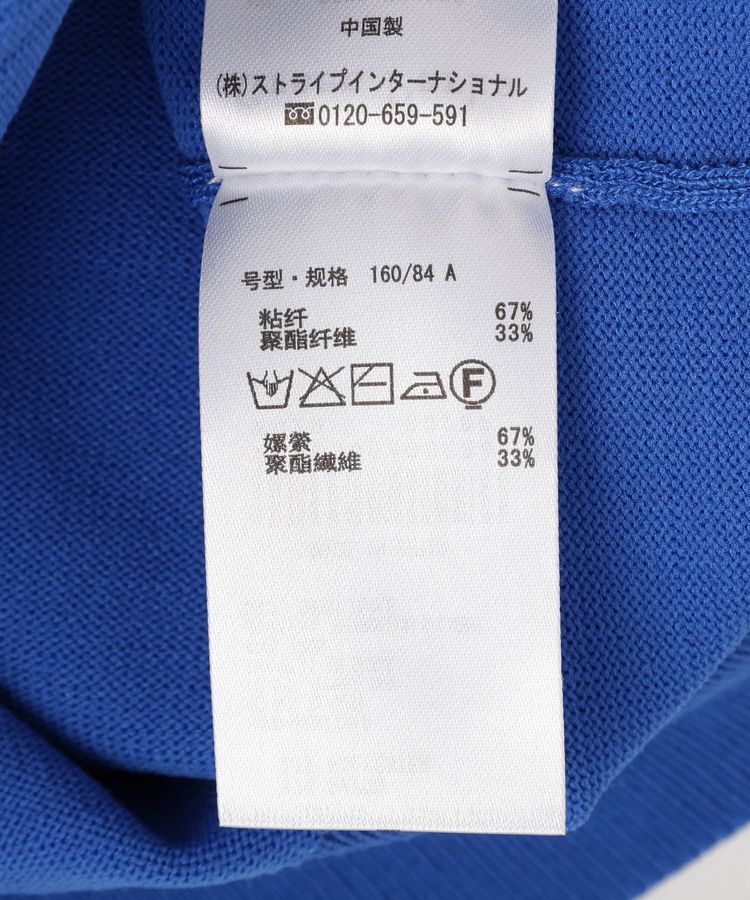 中国製
(株)ストライプインターナショナル
0120-659-591
号型・规格 160/84 A
粘纤 67%
聚酯纤维 33%
F
嫘縈 67%
聚酯纖維 33%